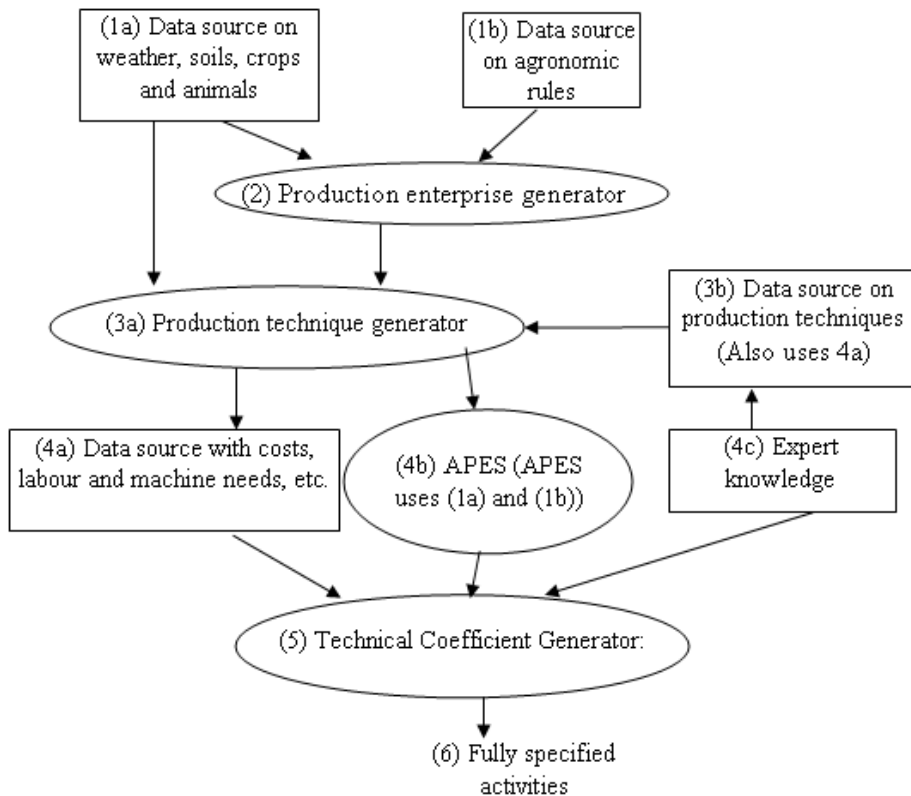 (1a) Data source on
weather, soils, crops
and animals
(1b) Data source
on agronomic
rules
(2) Production enterprise generator
(3a) Production technique generator
(3b) Data source on
production techniques
(Also uses 4a)
(4a) Data source with costs,
labour and machine needs, etc.
(4b) APES (APES
uses (1a) and (1b))
(4c) Expert
knowledge
(5) Technical Coefficient Generator:
(6) Fully specified
activities